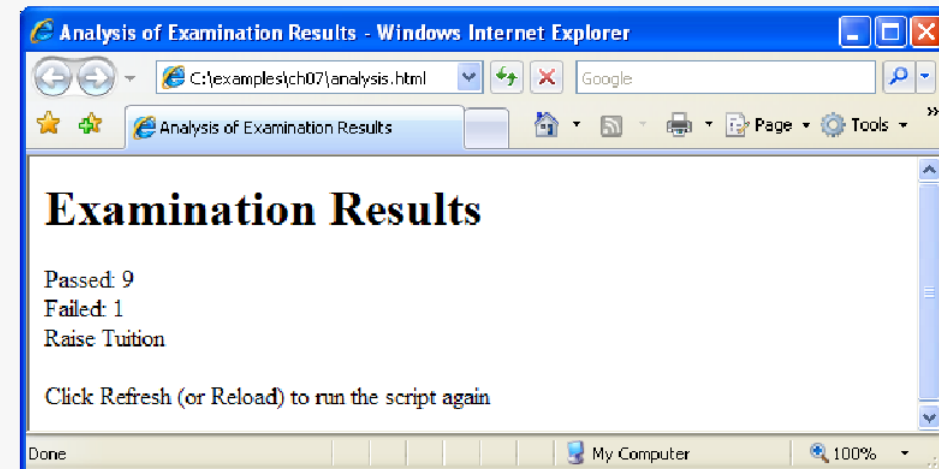 Analysis of Examination Results - Windows Internet Explorer
C:\examples\ch07\analysis.html
Google
Analysis of Examination Results
Page
Tools
»
Examination Results
Passed: 9
Failed: 1
Raise Tuition
Click Refresh (or Reload) to run the script again
Done
My Computer
100%